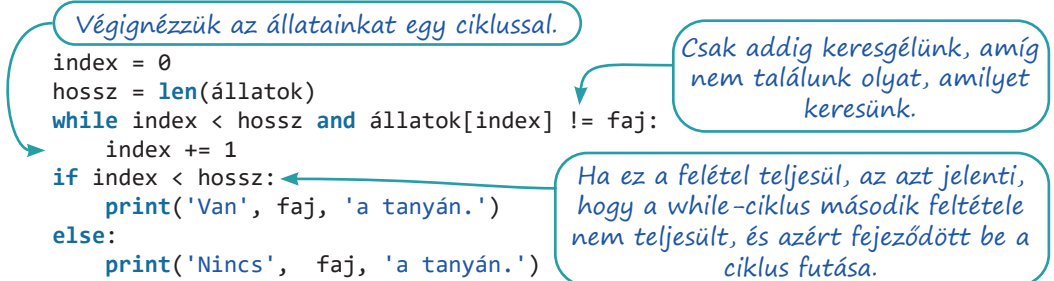 Végignézzük az állatainkat egy ciklussal.
index = 0
hossz = len(állatok)
while index < hossz and állatok[index] != faj:
    index += 1
if index < hossz:
    print('Van', faj, 'a tanyán.')
else:
    print('Nincs',  faj, 'a tanyán.')
Csak addig keresgélünk, amíg
nem találunk olyat, amilyet
keresünk.
Ha ez a felétel teljesül, az azt jelenti,
hogy a while-ciklus második feltétele
nem teljesült, és azért fejeződött be a
ciklus futása.